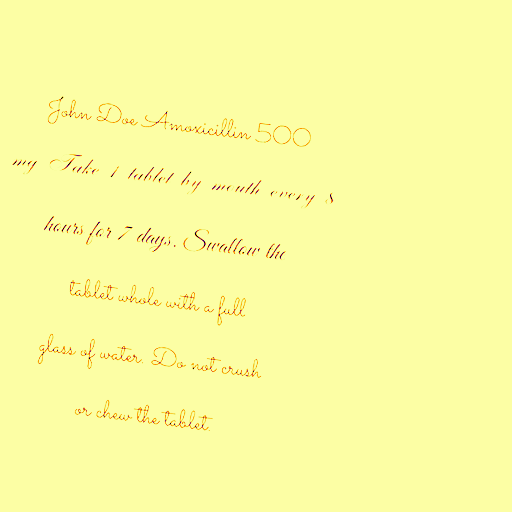 John Doe Amoxicillin 500
mg Take 1 tablet by mouth every 8
hours for 7 days. Swallow the
tablet whole with a full
glass of water. Do not crush
or chew the tablet.